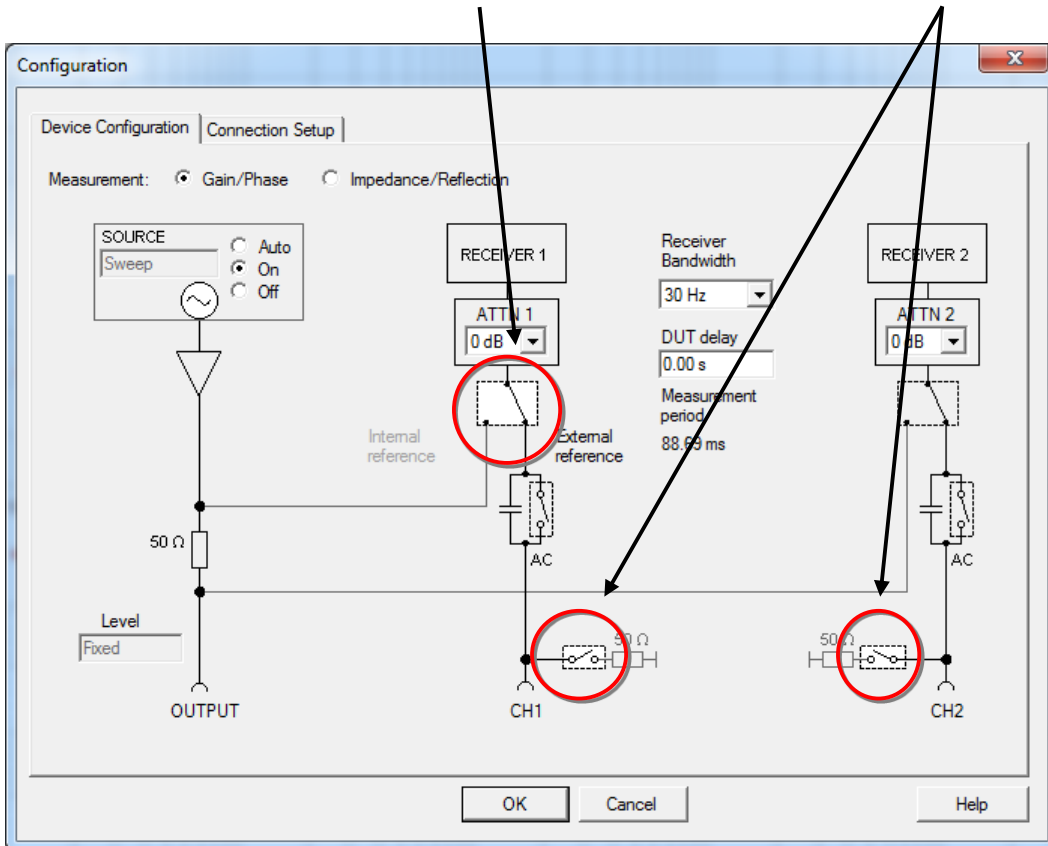 Configuration
Device Configuration
Connection Setup
Measurement:
Gain/Phase
Impedance/Reflection
SOURCE
Sweep
Auto
On
Off
RECEIVER 1
ATTN 1
0 dB
Receiver
Bandwidth
30 Hz
DUT delay
0.00 s
Measurement
period
88.69 ms
RECEIVER 2
ATTN 2
0 dB
Internal
reference
External
reference
50 Ω
AC
AC
Level
Fixed
50 Ω
50 Ω
OUTPUT
CH1
CH2
OK
Cancel
Help